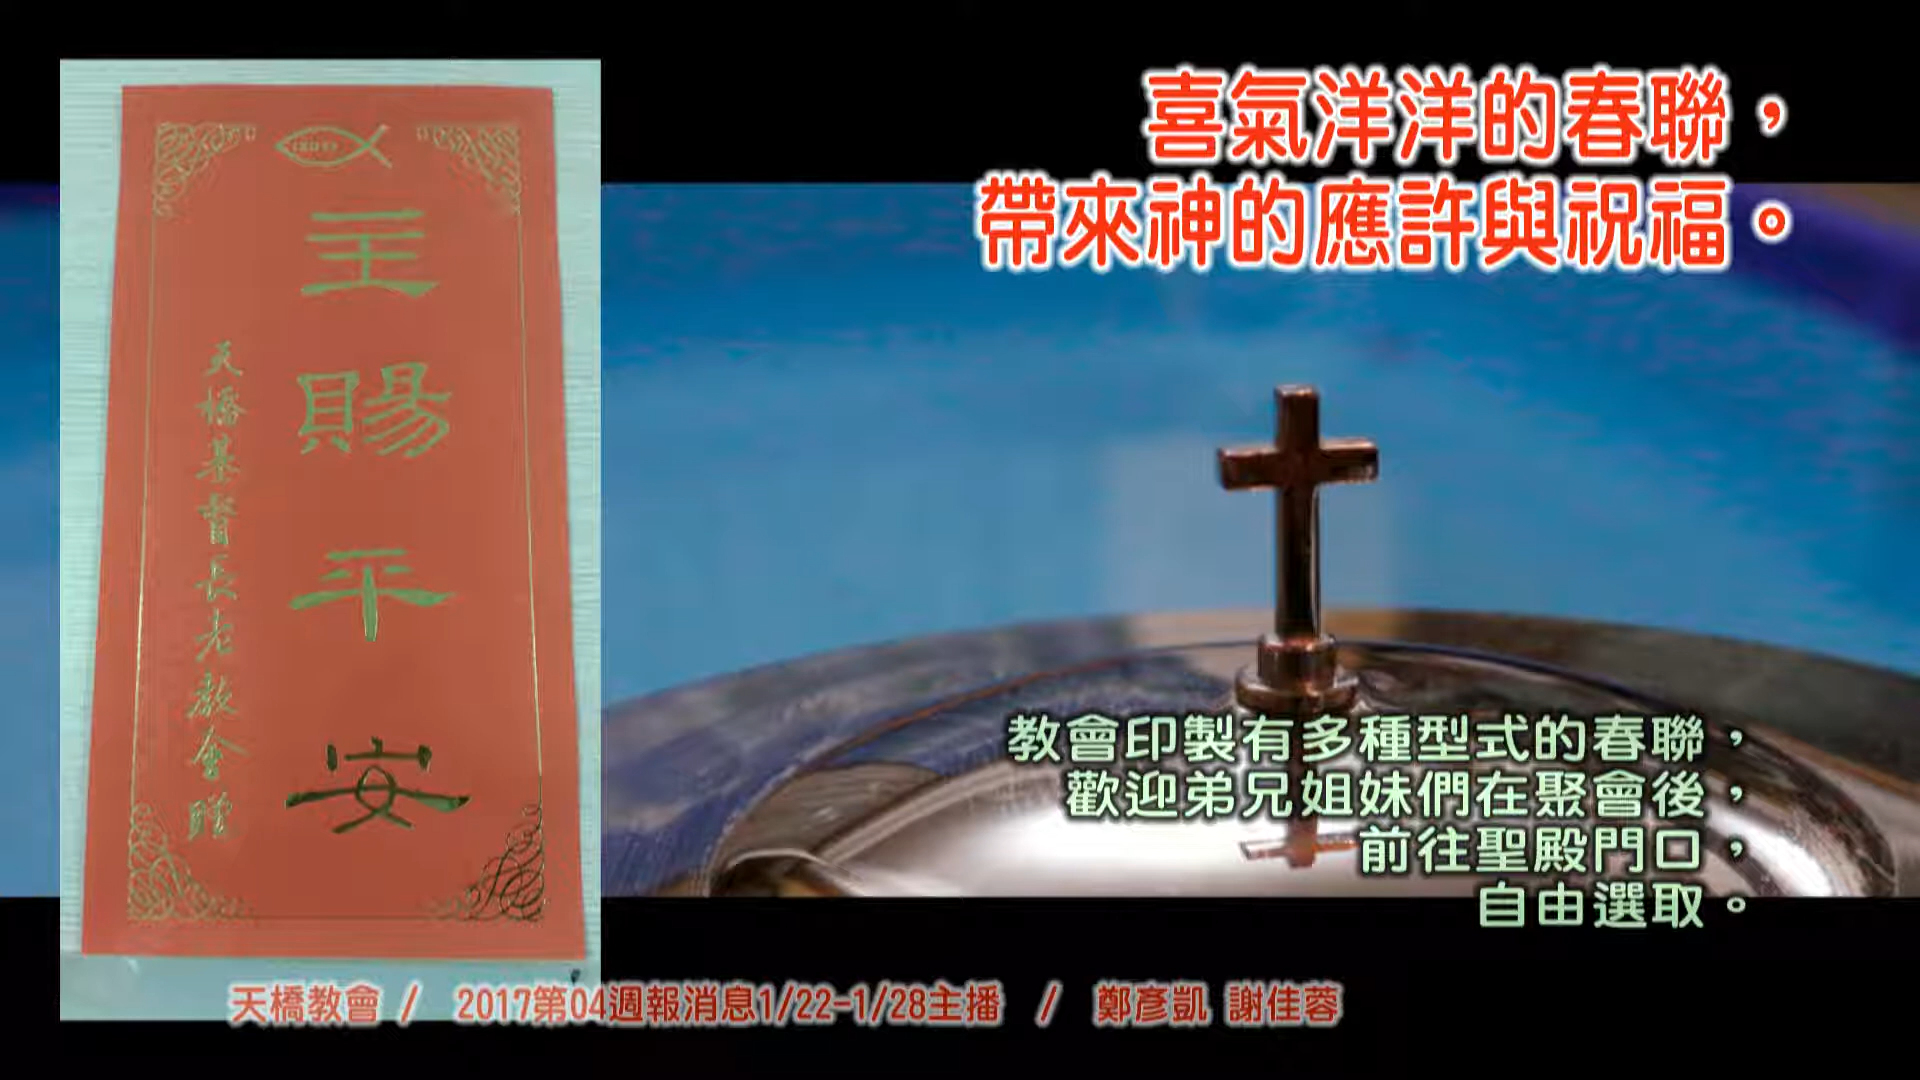 喜氣洋洋的春聯，
帶來神的應許與祝福。
主賜平安
天橋基督長老教會 贈
教會印製有多種型式的春聯，
歡迎弟兄姐妹們在聚會後，
前往聖殿門口，
自由選取。
天橋教會 / 2017第04週報消息1/22-1/28主播 / 鄭彥凱 謝佳蓉